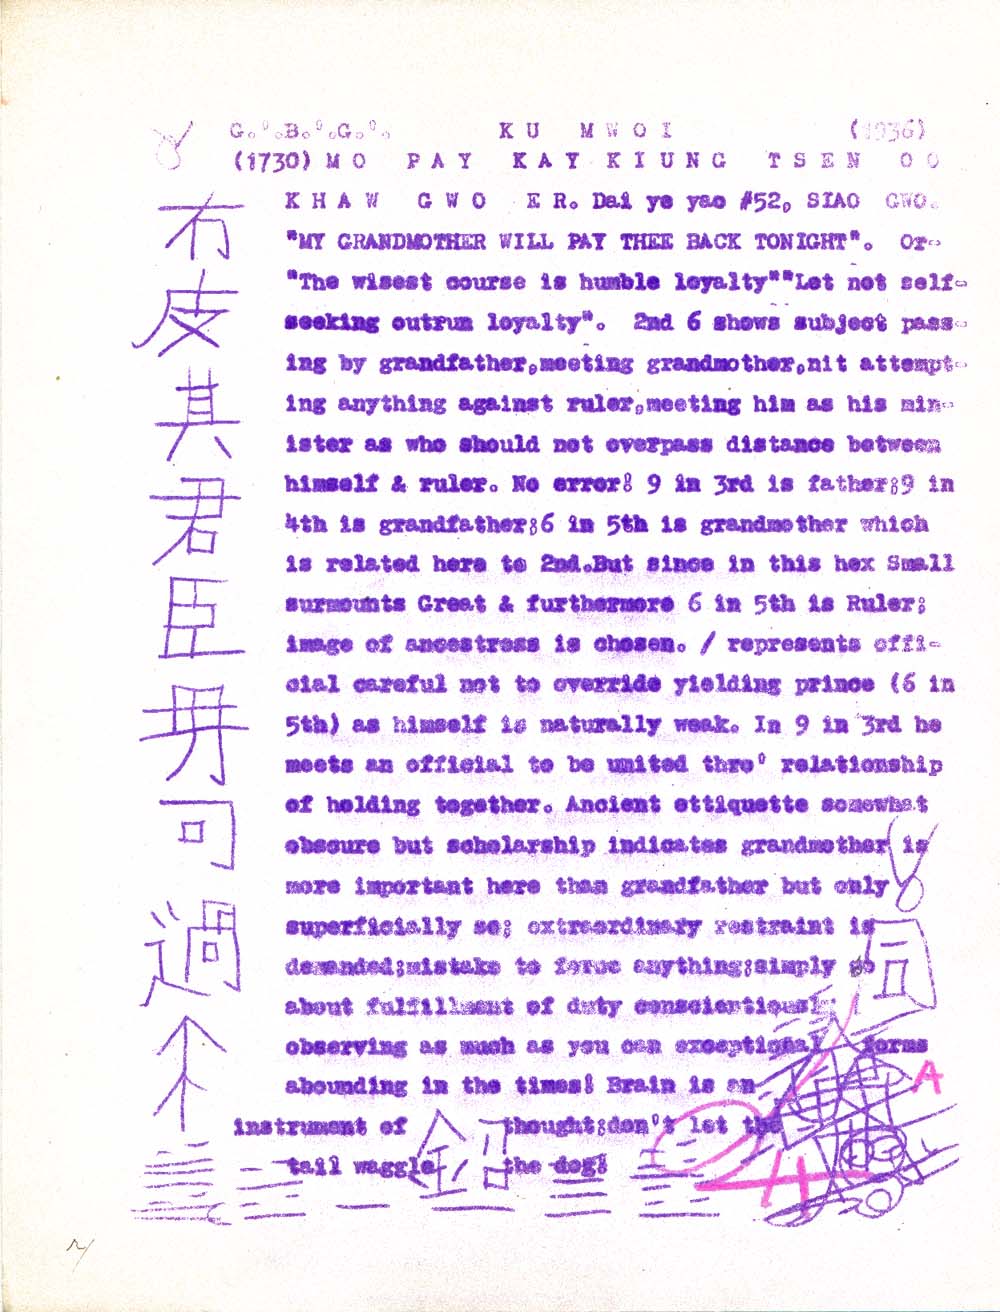 G.°.B.°.G.°. KU MWOI (1936)
(1730) MO PAY KAY KIUNG TSEN OO
KHAW GWO ER. Dai ye yao #52, SIAO GWO.
"MY GRANDMOTHER WILL PAY THEE BACK TONIGHT". Or-
"The wisest course is humble loyalty""Let not self-
seeking outrun loyalty". 2nd 6 shows subject pass-
ing by grandfather,meeting grandmother,nit attempt-
ing anything against ruler,meeting him as his min-
ister as who should not overpass distance between
himself & ruler. No error! 9 in 3rd is father;9 in
4th is grandfather;6 in 5th is grandmother which
is related here to 2nd.But since in this hex Small
surmounts Great & furthermore 6 in 5th is Ruler;
image of ancestress is chosen. / represents offi-
cial careful not to override yielding prince (6 in
5th) as himself is naturally weak. In 9 in 3rd he
meets an official to be united thro' relationship
of holding together. Ancient ettiquette somewhat
obscure but scholarship indicates grandmother is
more important here than grandfather but only
superficially so; extraordinary restraint is
demanded;mistake to force anything;simply go
about fulfillment of duty conscientiously
observing as much as you can exceptional forms
abounding in the times! Brain is an
instrument of thought;don't let the
tail waggle the dog!
皮
其
君
臣
可
過
个
A
4